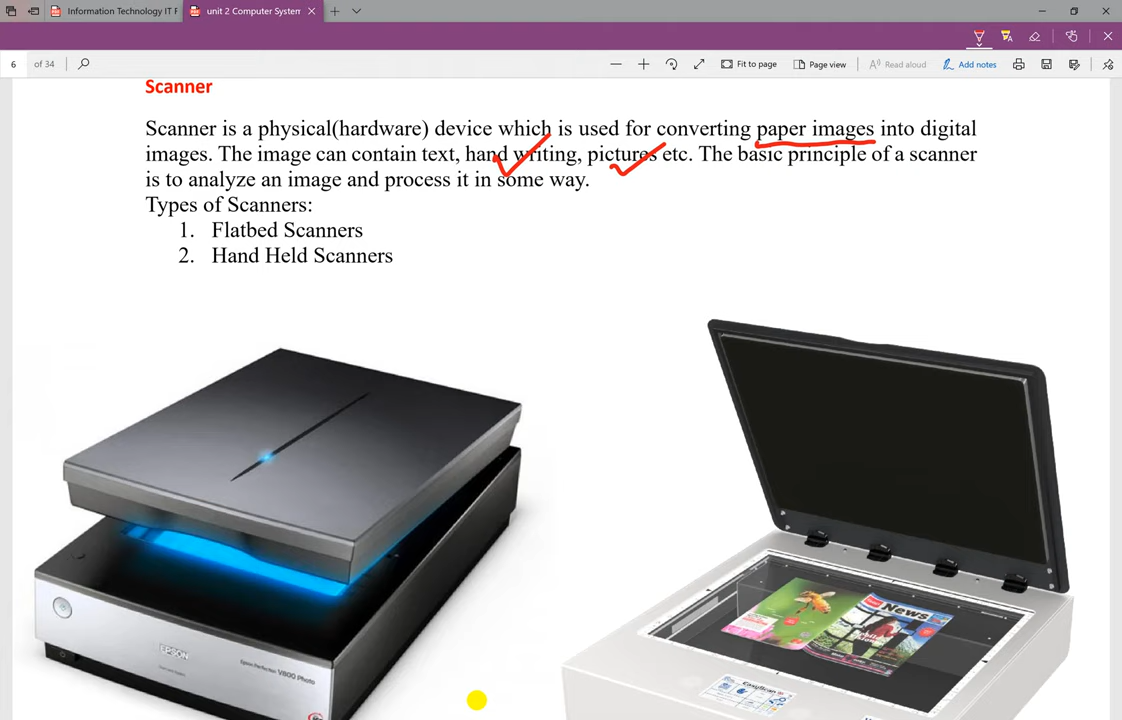 Information Technology IT F
unit 2 Computer System
6 of 34
Fit to page
Page view
Read aloud
Add notes
Scanner
Scanner is a physical(hardware) device which is used for converting paper images into digital
images. The image can contain text, hand writing, pictures etc. The basic principle of a scanner
is to analyze an image and process it in some way.
Types of Scanners:
1. Flatbed Scanners
2. Hand Held Scanners
News
EPSON
Epson Perfection V800 Photo
EasyScan